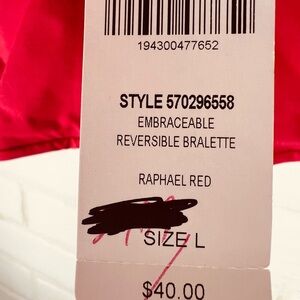 194300477652
STYLE 570296558
EMBRACEABLE
REVERSIBLE BRALETTE
RAPHAEL RED
SIZE L
$40.00